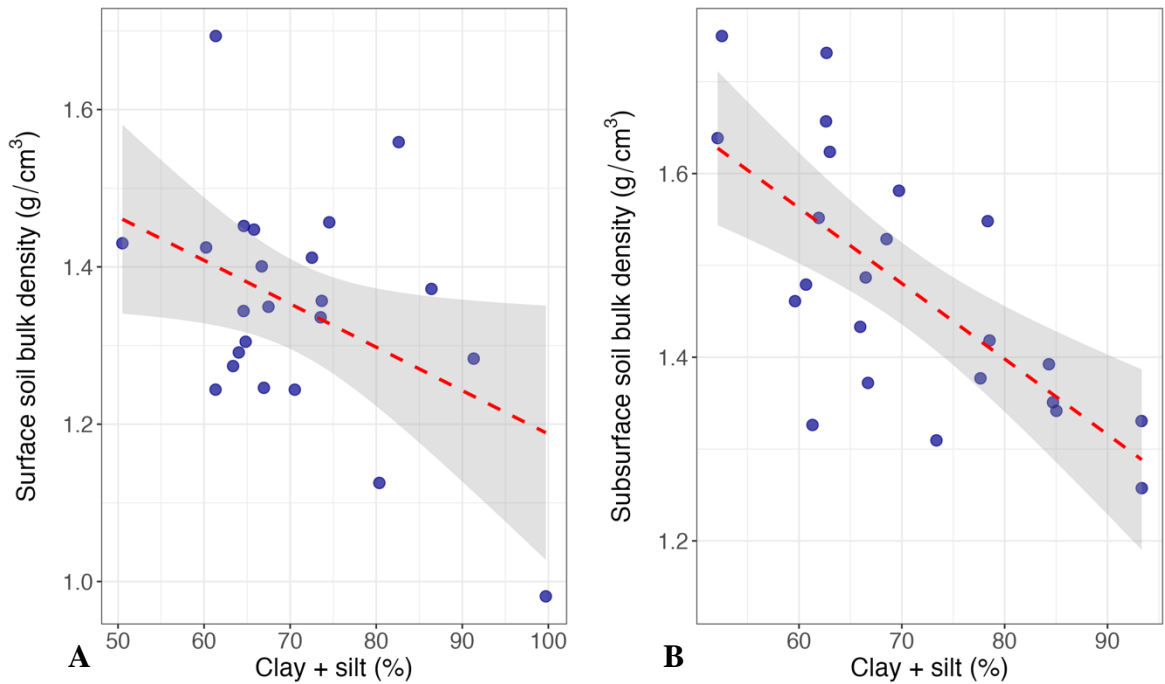 Surface soil bulk density (g/cm³)
1.6
1.4
1.2
1.0
50 60 70 80 90 100
A Clay + silt (%)
Subsurface soil bulk density (g/cm³)
1.6
1.4
1.2
60 70 80 90
B Clay + silt (%)